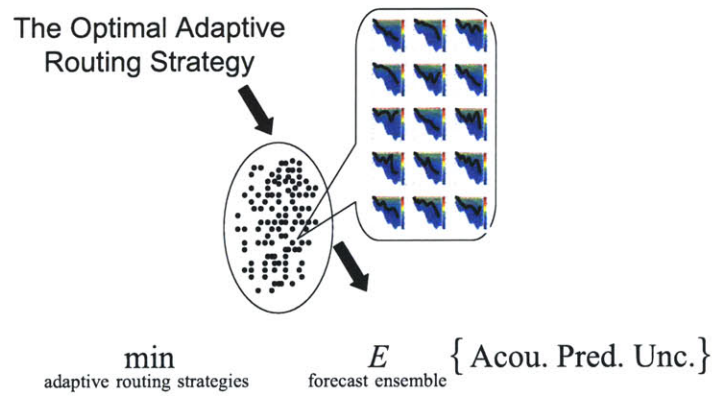 The Optimal Adaptive
Routing Strategy
min E { Acou. Pred. Unc.}
adaptive routing strategies forecast ensemble